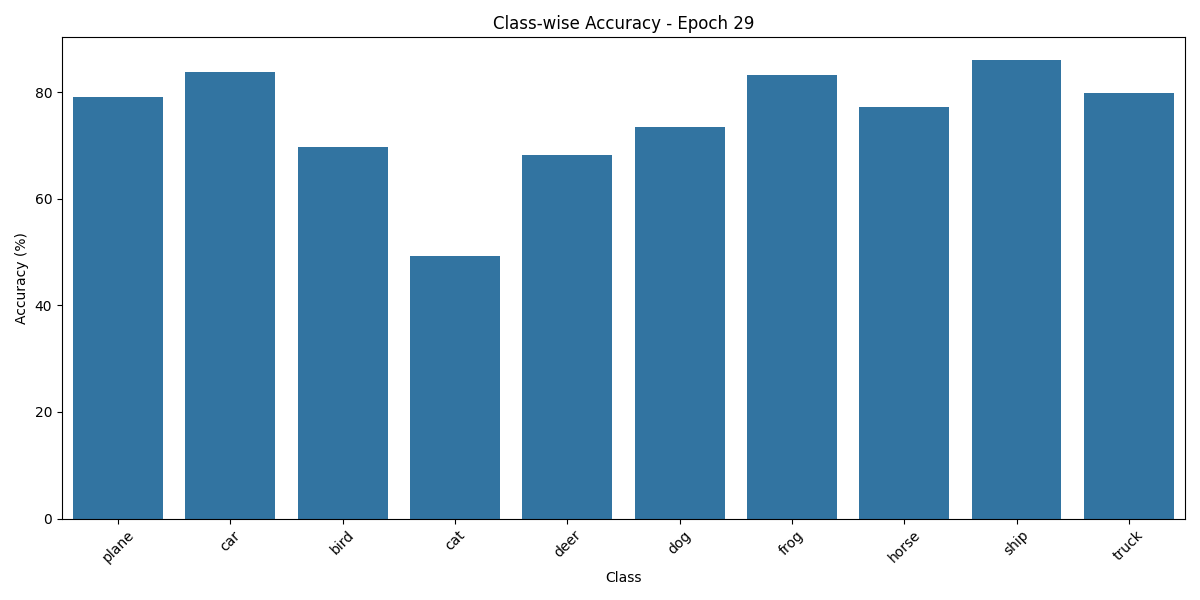 Class-wise Accuracy - Epoch 29
Accuracy (%)
80
60
40
20
0
plane
car
bird
cat
deer
dog
frog
horse
ship
truck
Class